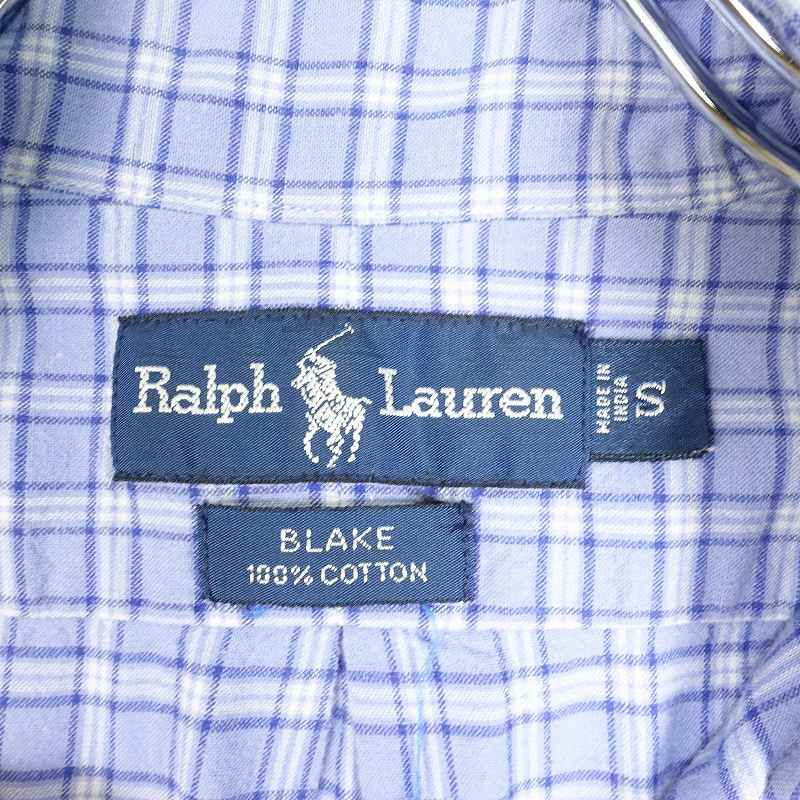 Ralph Lauren
MADE IN
INDIA
S
BLAKE
100% COTTON